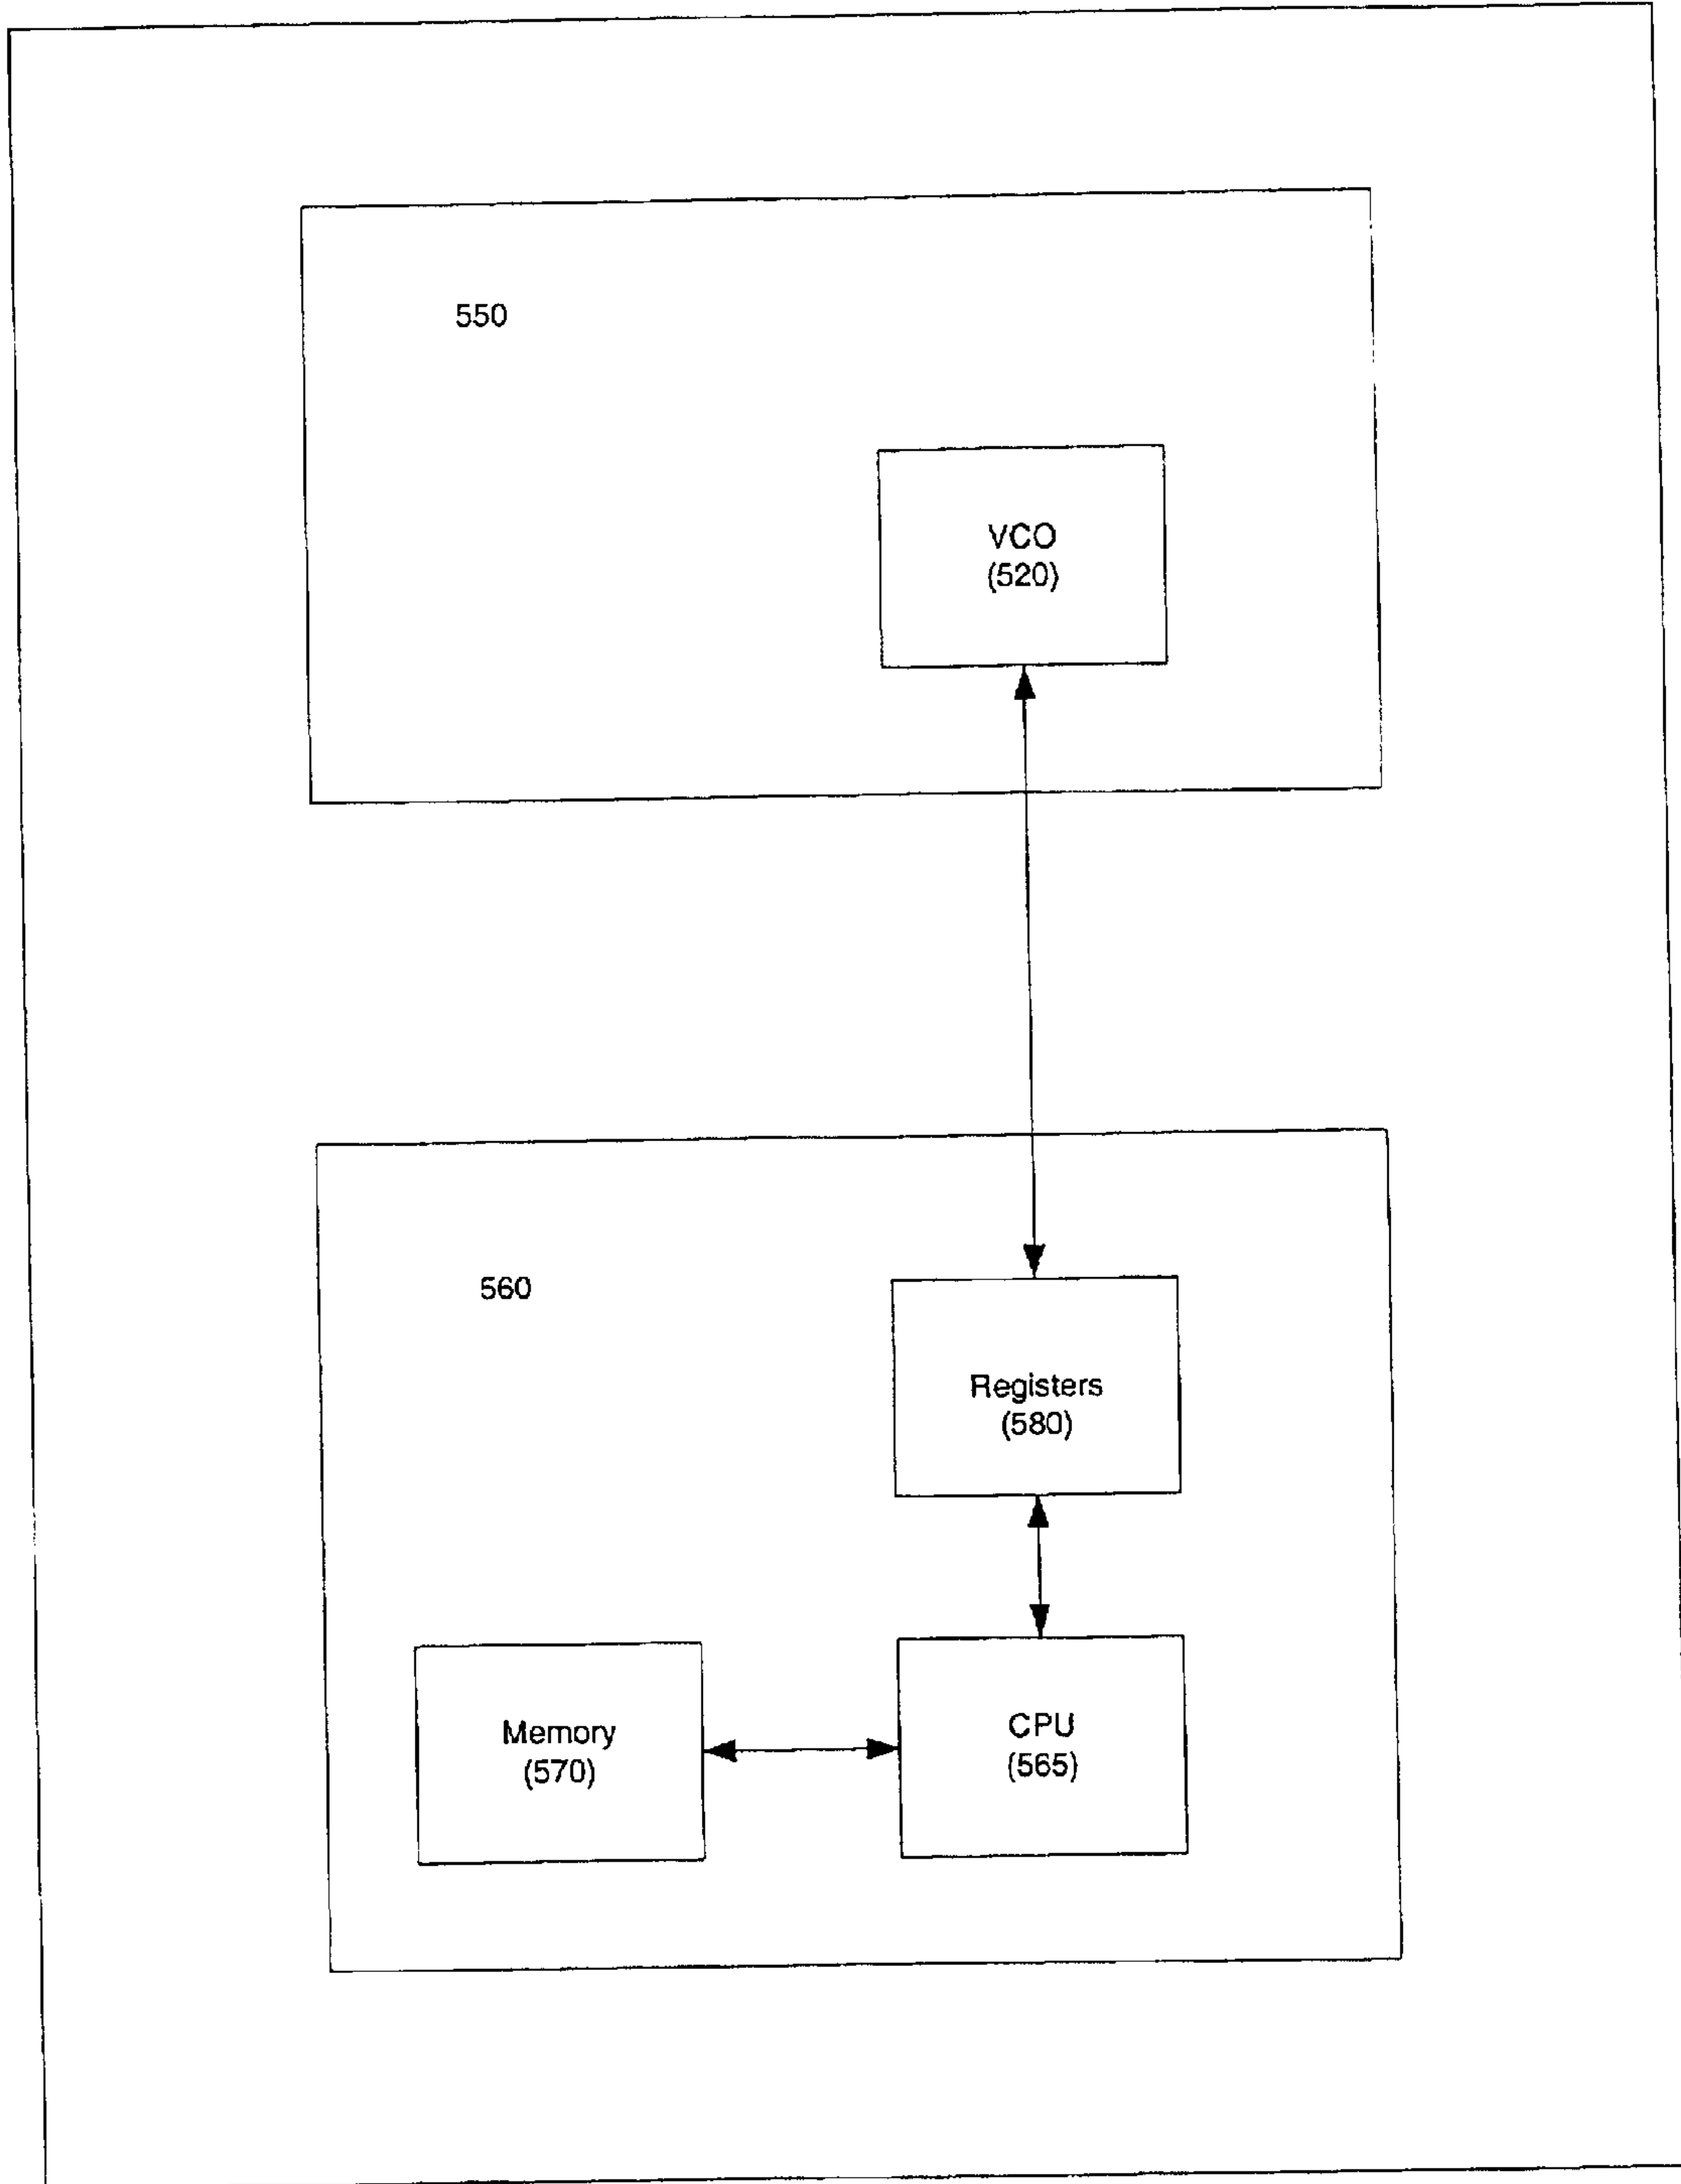 550
VCO
(520)
560
Registers
(580)
Memory
(570)
CPU
(565)